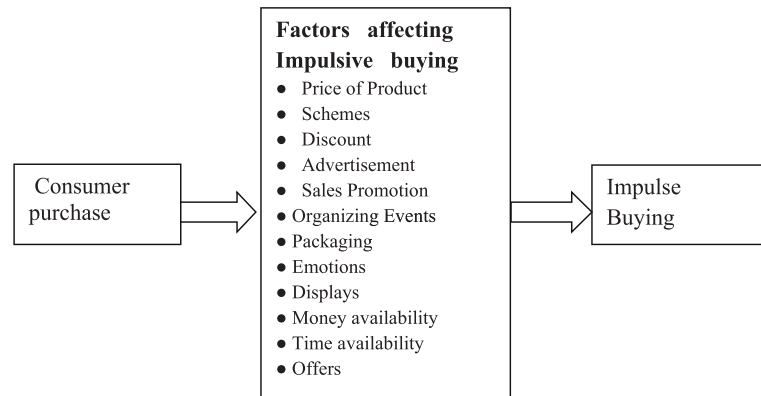 Consumer
purchase
Factors affecting
Impulsive buying
● Price of Product
● Schemes
● Discount
● Advertisement
● Sales Promotion
● Organizing Events
● Packaging
● Emotions
● Displays
● Money availability
● Time availability
● Offers
Impulse
Buying